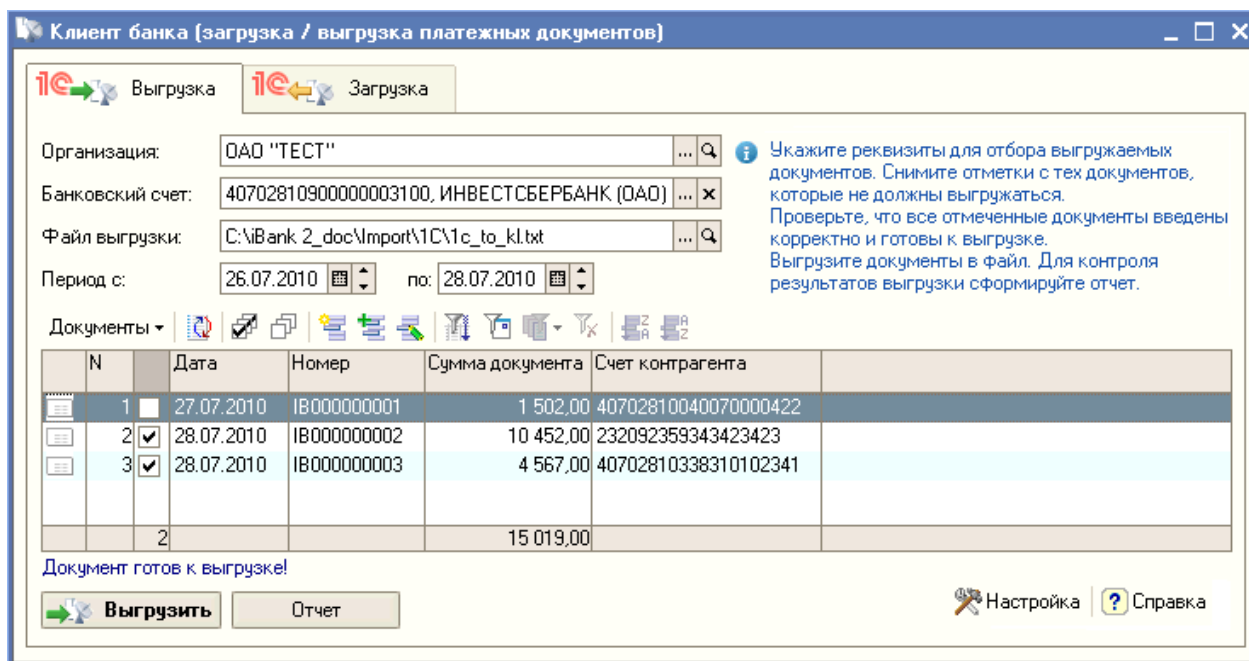 Клиент банка (загрузка / выгрузка платежных документов)
1С Выгрузка 1С Загрузка
Организация: ОАО "ТЕСТ" ...
Банковский счет: 40702810900000003100, ИНВЕСТСБЕРБАНК (ОАО) ... x
Файл выгрузки: C:\iBank 2_doc\Import\1C\1c_to_kl.txt ...
Период с: 26.07.2010 по: 28.07.2010
Укажите реквизиты для отбора выгружаемых
документов. Снимите отметки с тех документов,
которые не должны выгружаться.
Проверьте, что все отмеченные документы введены
корректно и готовы к выгрузке.
Выгрузите документы в файл. Для контроля
результатов выгрузки сформируйте отчет.
Документы
N Дата Номер Сумма документа Счет контрагента
1 27.07.2010 IB000000001 1 502,00 40702810040070000422
2 28.07.2010 IB000000002 10 452,00 232092359343423423
3 28.07.2010 IB000000003 4 567,00 40702810338310102341
2 15 019,00
Документ готов к выгрузке!
Выгрузить Отчет Настройка ? Справка